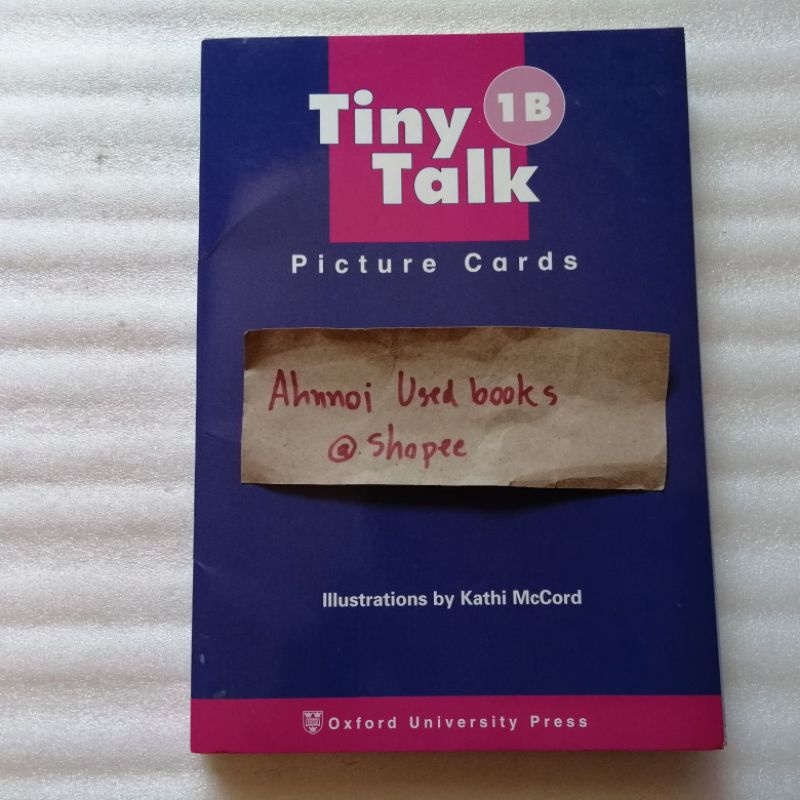 Tiny 1B
Talk
Picture Cards
Ahnnoi Used books
@ shopee
Illustrations by Kathi McCord
Oxford University Press